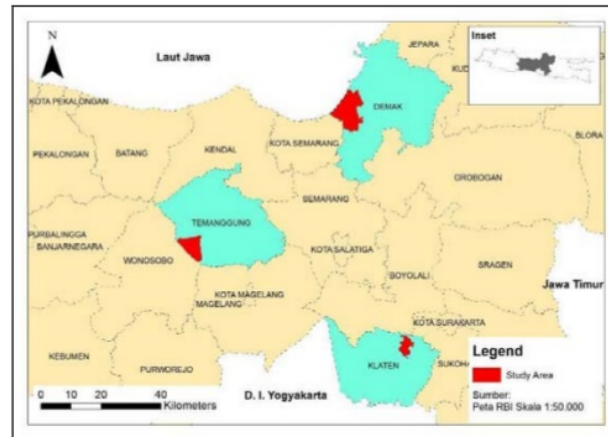 N
Laut Jawa
Inset
JEPARA
KUD
KOTA PEKALONGAN
DEMAK
PEKALONGAN
BATANG
KENDAL
KOTA SEMARANG
BLORA
GROBOGAN
SEMARANG
TEMANGGUNG
PURBALINGGA
BANJARNEGARA
WONOSOBO
KOTA SALATIGA
BOYOLALI
SRAGEN
Jawa Timur
KOTA MAGELANG
MAGELANG
KOTA SURAKARTA
KEBUMEN
PURWOREJO
KLATEN
SUKOHA
Legend
Study Area
Sumber:
Peta RBI Skala 1:50.000
D. I. Yogyakarta
0 10 20 40
Kilometers